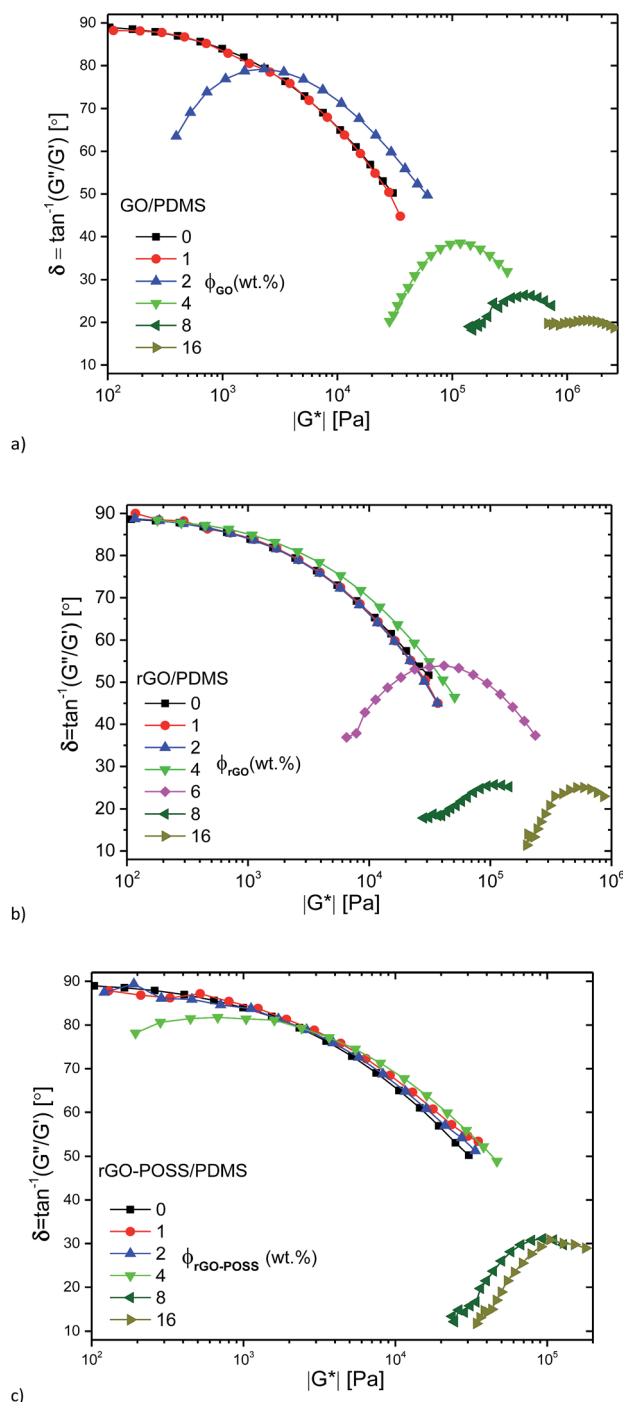 90
80
70
60
50
40
30
20
10
δ = tan⁻¹(G''/G') [°]
GO/PDMS
0
1
2 ϕGO(wt.%)
4
8
16
10² 10³ 10⁴ 10⁵ 10⁶
|G*| [Pa]
a)
90
80
70
60
50
40
30
20
10
δ=tan⁻¹(G''/G') [°]
rGO/PDMS
0
1
2
4 ϕrGO(wt.%)
6
8
16
10² 10³ 10⁴ 10⁵ 10⁶
|G*| [Pa]
b)
90
80
70
60
50
40
30
20
10
δ=tan⁻¹(G''/G') [°]
rGO-POSS/PDMS
0
1
2 ϕrGO-POSS (wt.%)
4
8
16
10² 10³ 10⁴ 10⁵
|G*| [Pa]
c)